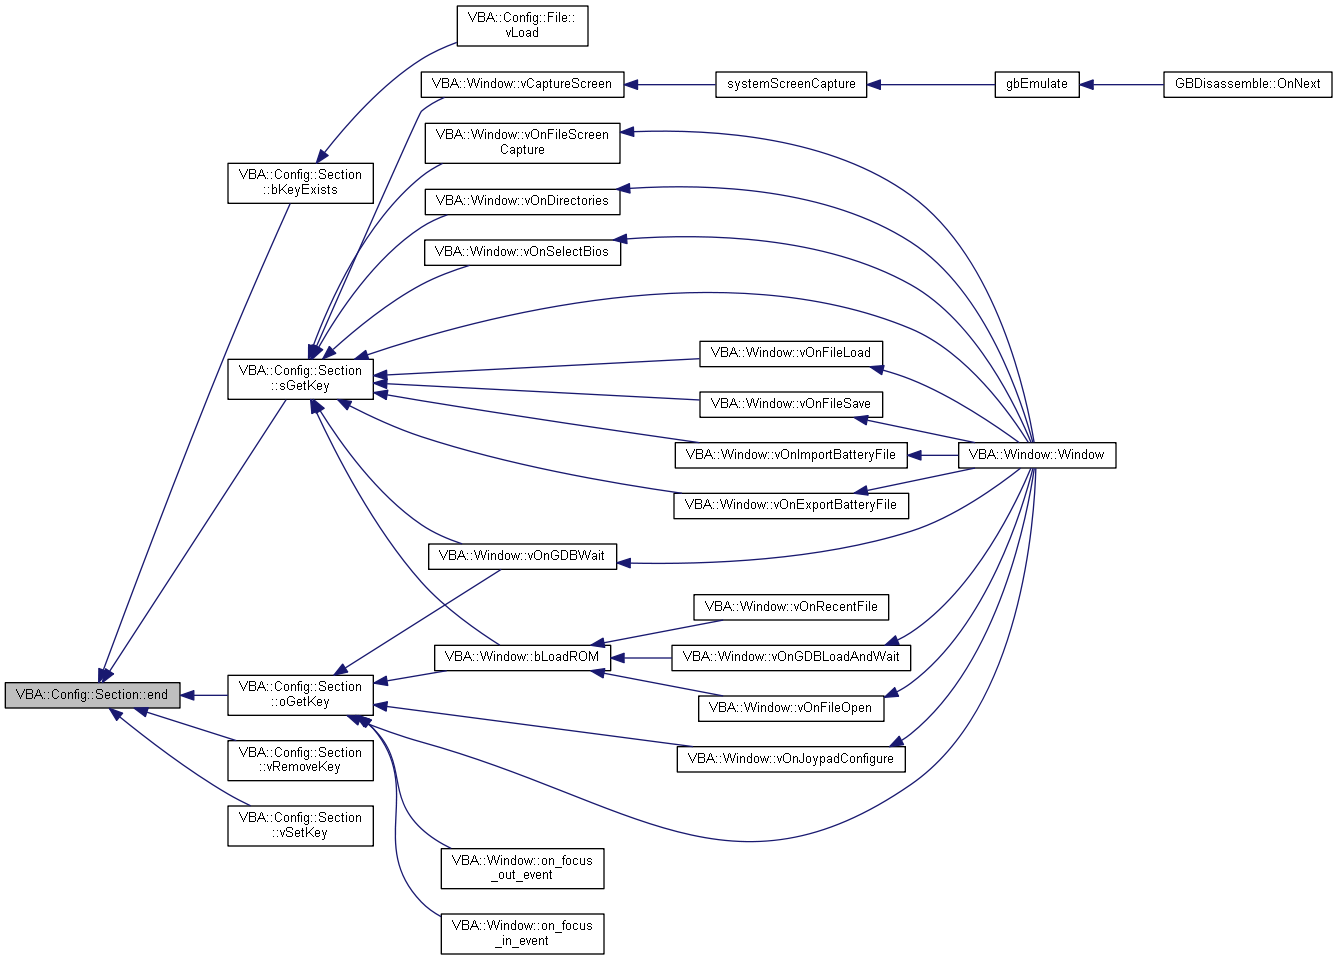 VBA::Config::File::
vLoad
VBA::Window::vCaptureScreen
systemScreenCapture
gbEmulate
GBDisassemble::OnNext
VBA::Window::vOnFileScreen
Capture
VBA::Config::Section
::bKeyExists
VBA::Window::vOnDirectories
VBA::Window::vOnSelectBios
VBA::Window::vOnFileLoad
VBA::Config::Section
::sGetKey
VBA::Window::vOnFileSave
VBA::Window::vOnImportBatteryFile
VBA::Window::Window
VBA::Window::vOnExportBatteryFile
VBA::Window::vOnGDBWait
VBA::Window::vOnRecentFile
VBA::Window::bLoadROM
VBA::Window::vOnGDBLoadAndWait
VBA::Config::Section::end
VBA::Config::Section
::oGetKey
VBA::Window::vOnFileOpen
VBA::Config::Section
::vRemoveKey
VBA::Window::vOnJoypadConfigure
VBA::Config::Section
::vSetKey
VBA::Window::on_focus
_out_event
VBA::Window::on_focus
_in_event